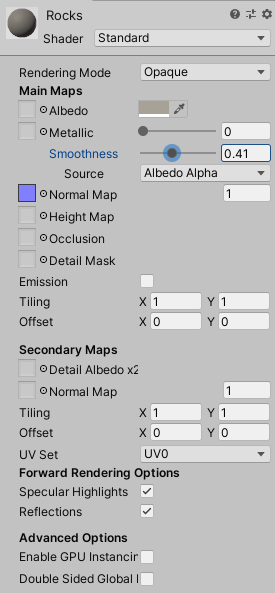 Rocks
Shader Standard
Rendering Mode Opaque
Main Maps
Albedo
Metallic 0
Smoothness 0.41
Source Albedo Alpha
Normal Map 1
Height Map
Occlusion
Detail Mask
Emission
Tiling X 1 Y 1
Offset X 0 Y 0
Secondary Maps
Detail Albedo x2
Normal Map 1
Tiling X 1 Y 1
Offset X 0 Y 0
UV Set UV0
Forward Rendering Options
Specular Highlights
Reflections
Advanced Options
Enable GPU Instancin
Double Sided Global I